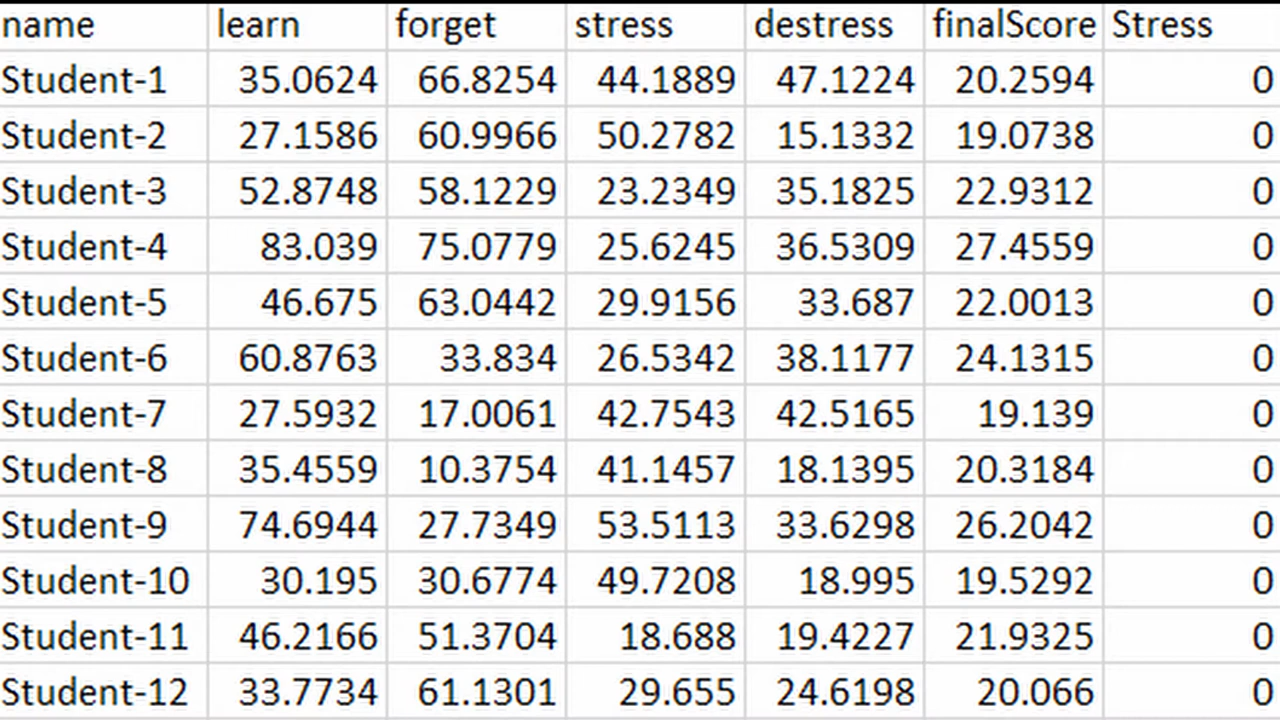 name learn forget stress destress finalScore Stress
Student-1 35.0624 66.8254 44.1889 47.1224 20.2594 0
Student-2 27.1586 60.9966 50.2782 15.1332 19.0738 0
Student-3 52.8748 58.1229 23.2349 35.1825 22.9312 0
Student-4 83.039 75.0779 25.6245 36.5309 27.4559 0
Student-5 46.675 63.0442 29.9156 33.687 22.0013 0
Student-6 60.8763 33.834 26.5342 38.1177 24.1315 0
Student-7 27.5932 17.0061 42.7543 42.5165 19.139 0
Student-8 35.4559 10.3754 41.1457 18.1395 20.3184 0
Student-9 74.6944 27.7349 53.5113 33.6298 26.2042 0
Student-10 30.195 30.6774 49.7208 18.995 19.5292 0
Student-11 46.2166 51.3704 18.688 19.4227 21.9325 0
Student-12 33.7734 61.1301 29.655 24.6198 20.066 0